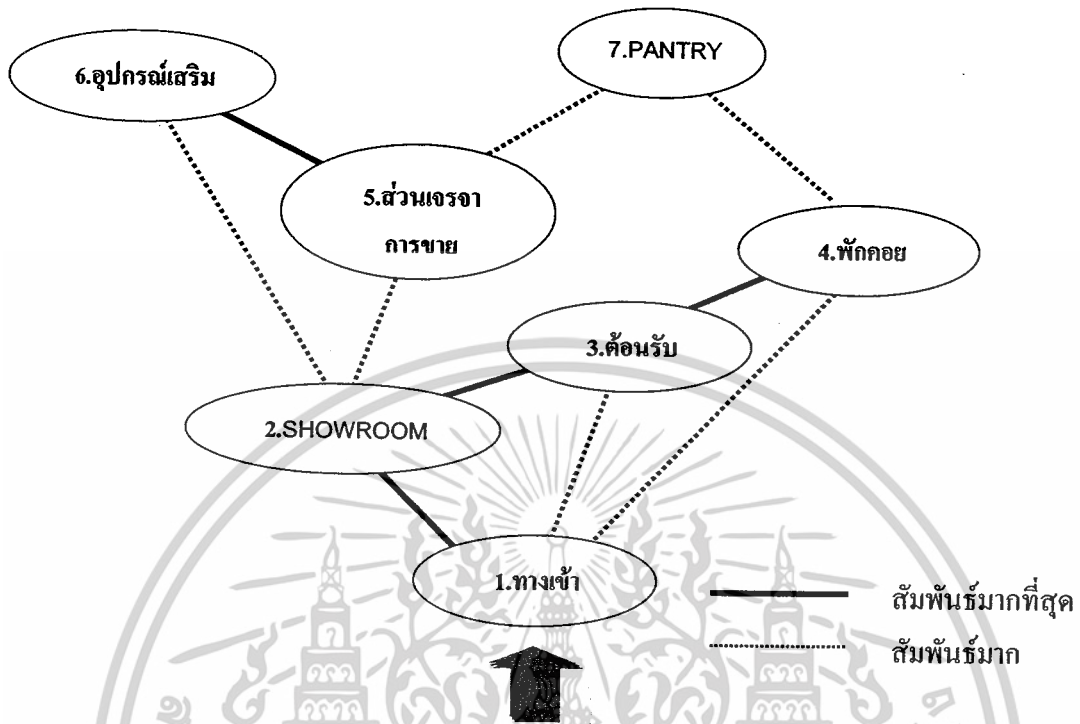 7.PANTRY
6.อุปกรณ์เสริม
5.ส่วนเจรจา
การขาย
4.พักคอย
3.ต้อนรับ
2.SHOWROOM
1.ทางเข้า
สัมพันธ์มากที่สุด
สัมพันธ์มาก